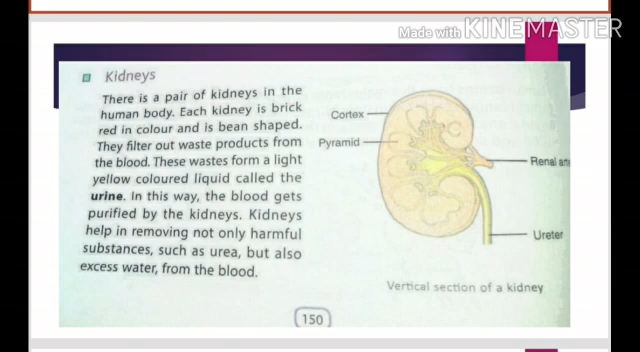 Made with KINEMASTER
Kidneys
There is a pair of kidneys in the
human body. Each kidney is brick
red in colour and is bean shaped.
They filter out waste products from
the blood. These wastes form a light
yellow coloured liquid called the
urine. In this way, the blood gets
purified by the kidneys. Kidneys
help in removing not only harmful
substances, such as urea, but also
excess water, from the blood.
Cortex
Pyramid
Renal
Ureter
Vertical section of a kidney
150